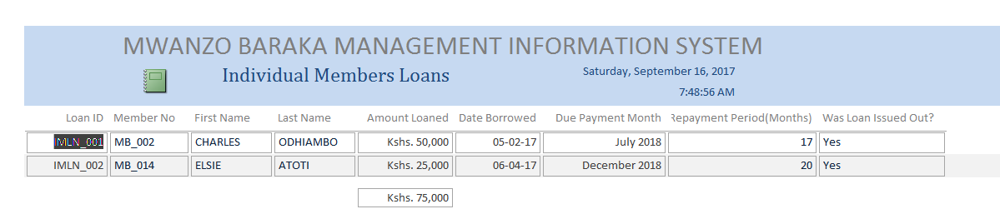 MWANZO BARAKA MANAGEMENT INFORMATION SYSTEM
Individual Members Loans
Saturday, September 16, 2017
7:48:56 AM
Loan ID Member No First Name Last Name Amount Loaned Date Borrowed Due Payment Month Repayment Period(Months) Was Loan Issued Out?
IMLN_001 MB_002 CHARLES ODHIAMBO Kshs. 50,000 05-02-17 July 2018 17 Yes
IMLN_002 MB_014 ELSIE ATOTI Kshs. 25,000 06-04-17 December 2018 20 Yes
Kshs. 75,000